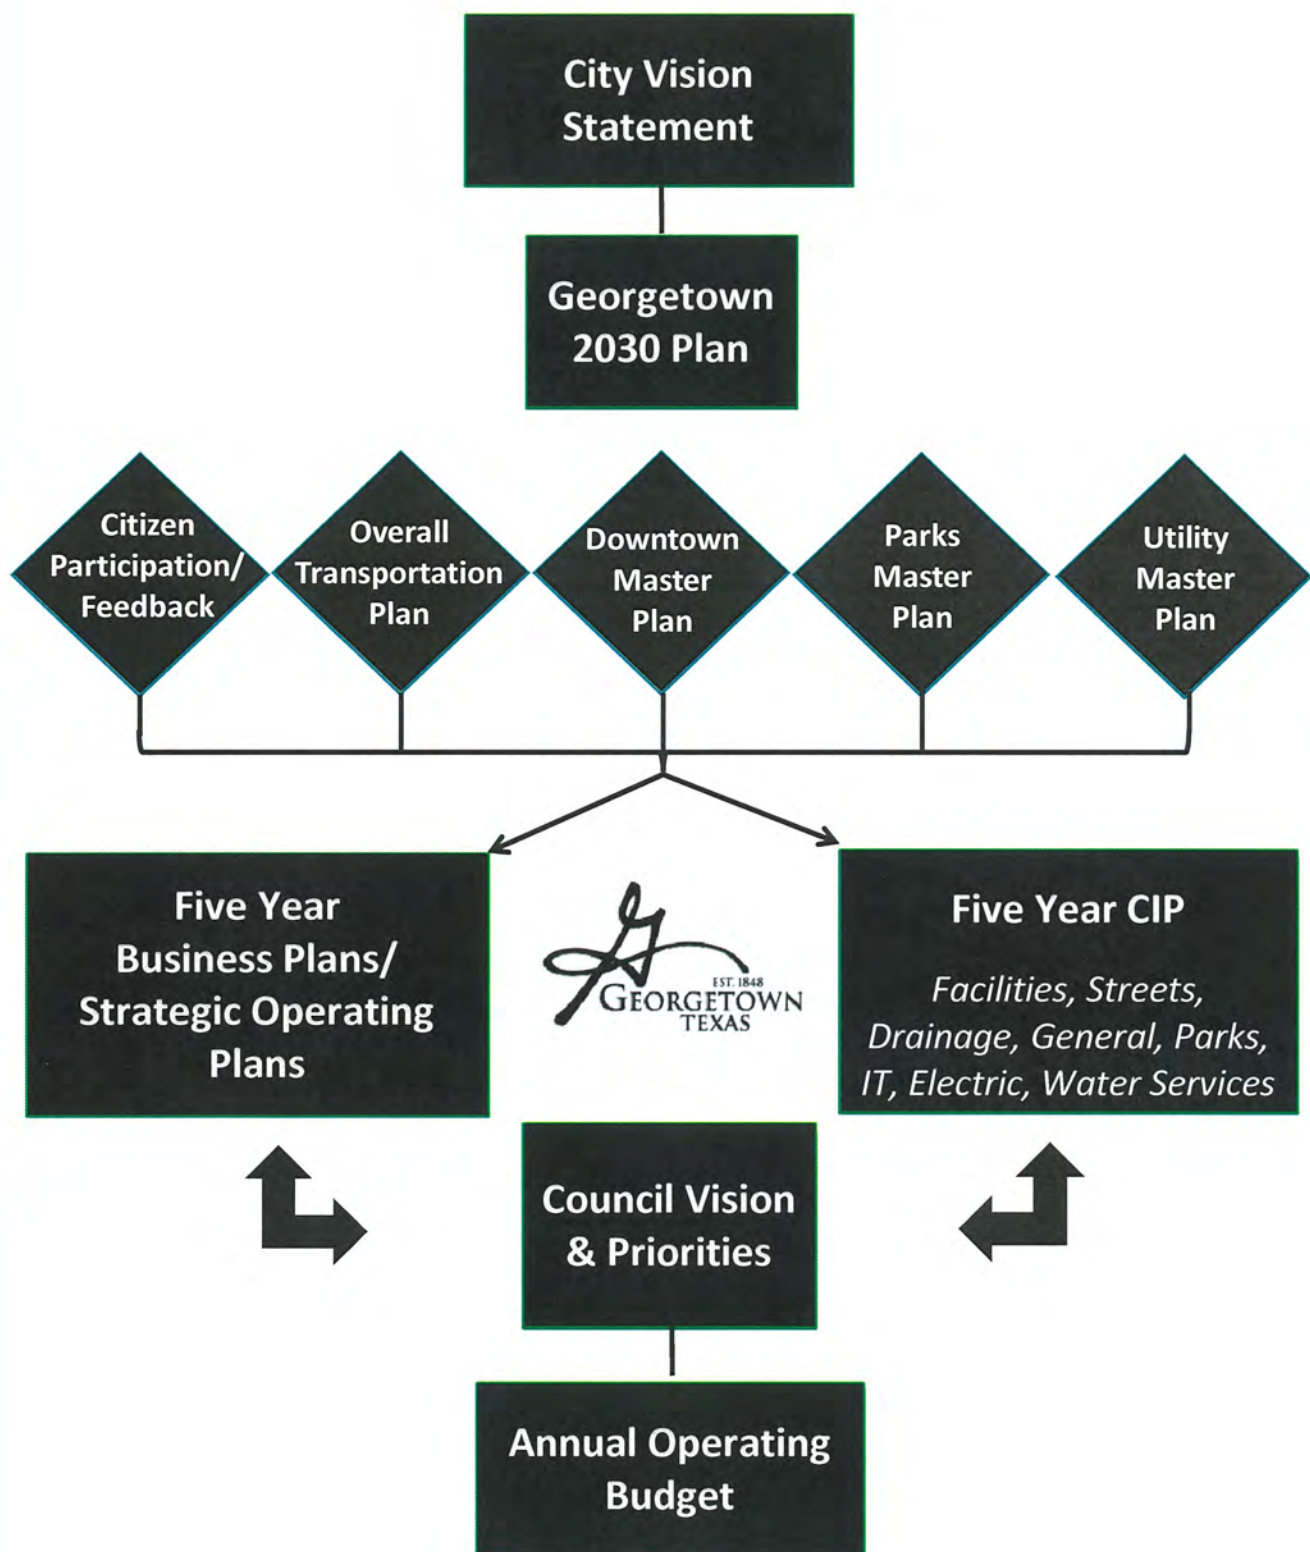 City Vision
Statement
Georgetown
2030 Plan
Citizen
Participation/
Feedback
Overall
Transportation
Plan
Downtown
Master
Plan
Parks
Master
Plan
Utility
Master
Plan
Five Year
Business Plans/
Strategic Operating
Plans
EST. 1848
GEORGETOWN
TEXAS
Five Year CIP
Facilities, Streets,
Drainage, General, Parks,
IT, Electric, Water Services
Council Vision
& Priorities
Annual Operating
Budget